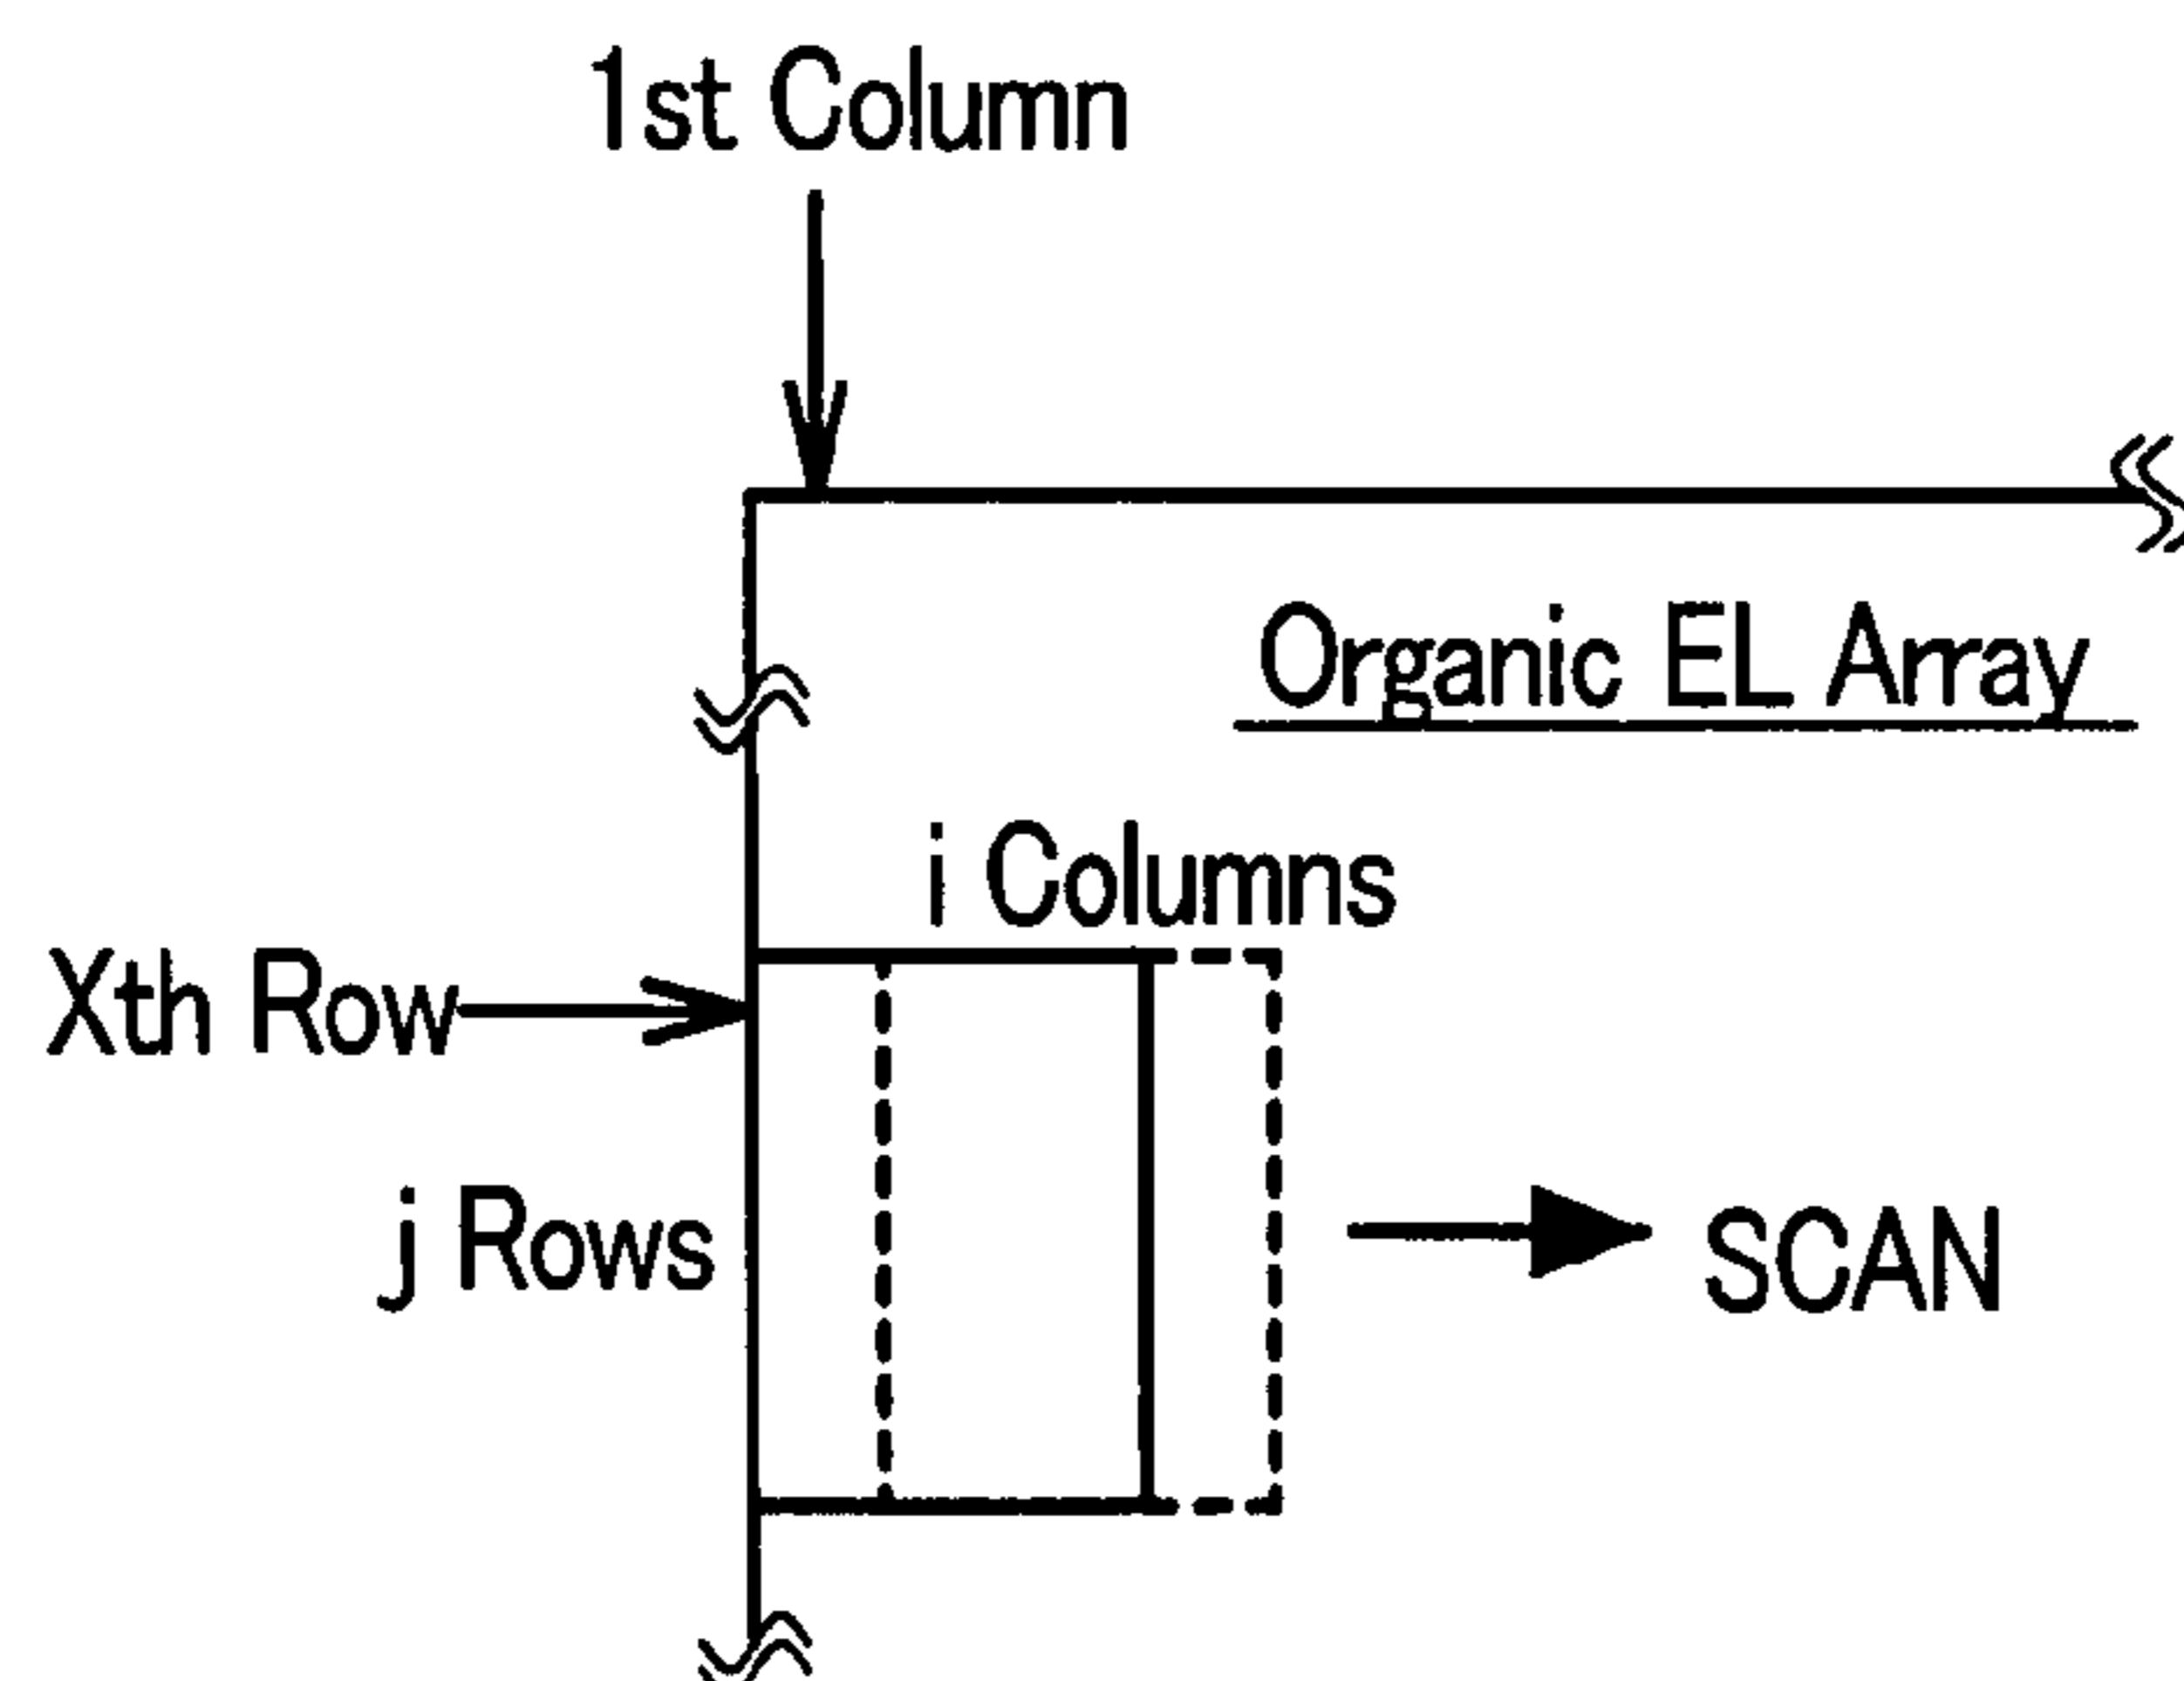 1st Column
Organic EL Array
i Columns
Xth Row
j Rows
SCAN